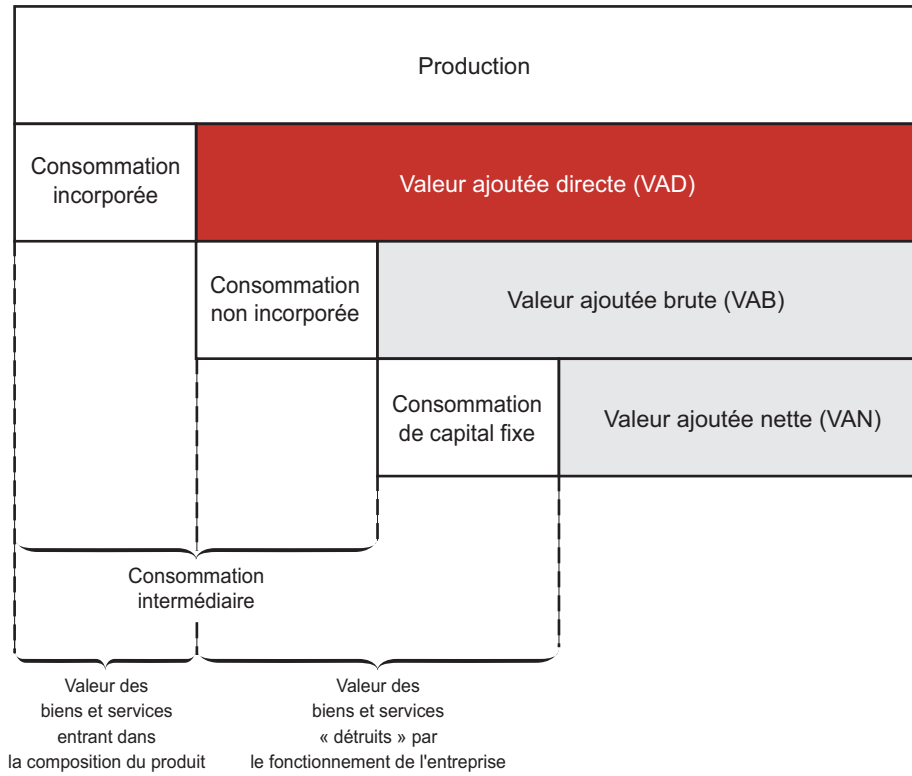 Production
Consommation
incorporée
Valeur ajoutée directe (VAD)
Consommation
non incorporée
Valeur ajoutée brute (VAB)
Consommation
de capital fixe
Valeur ajoutée nette (VAN)
Consommation
intermédiaire
Valeur des
biens et services
entrant dans
la composition du produit
Valeur des
biens et services
« détruits » par
le fonctionnement de l'entreprise